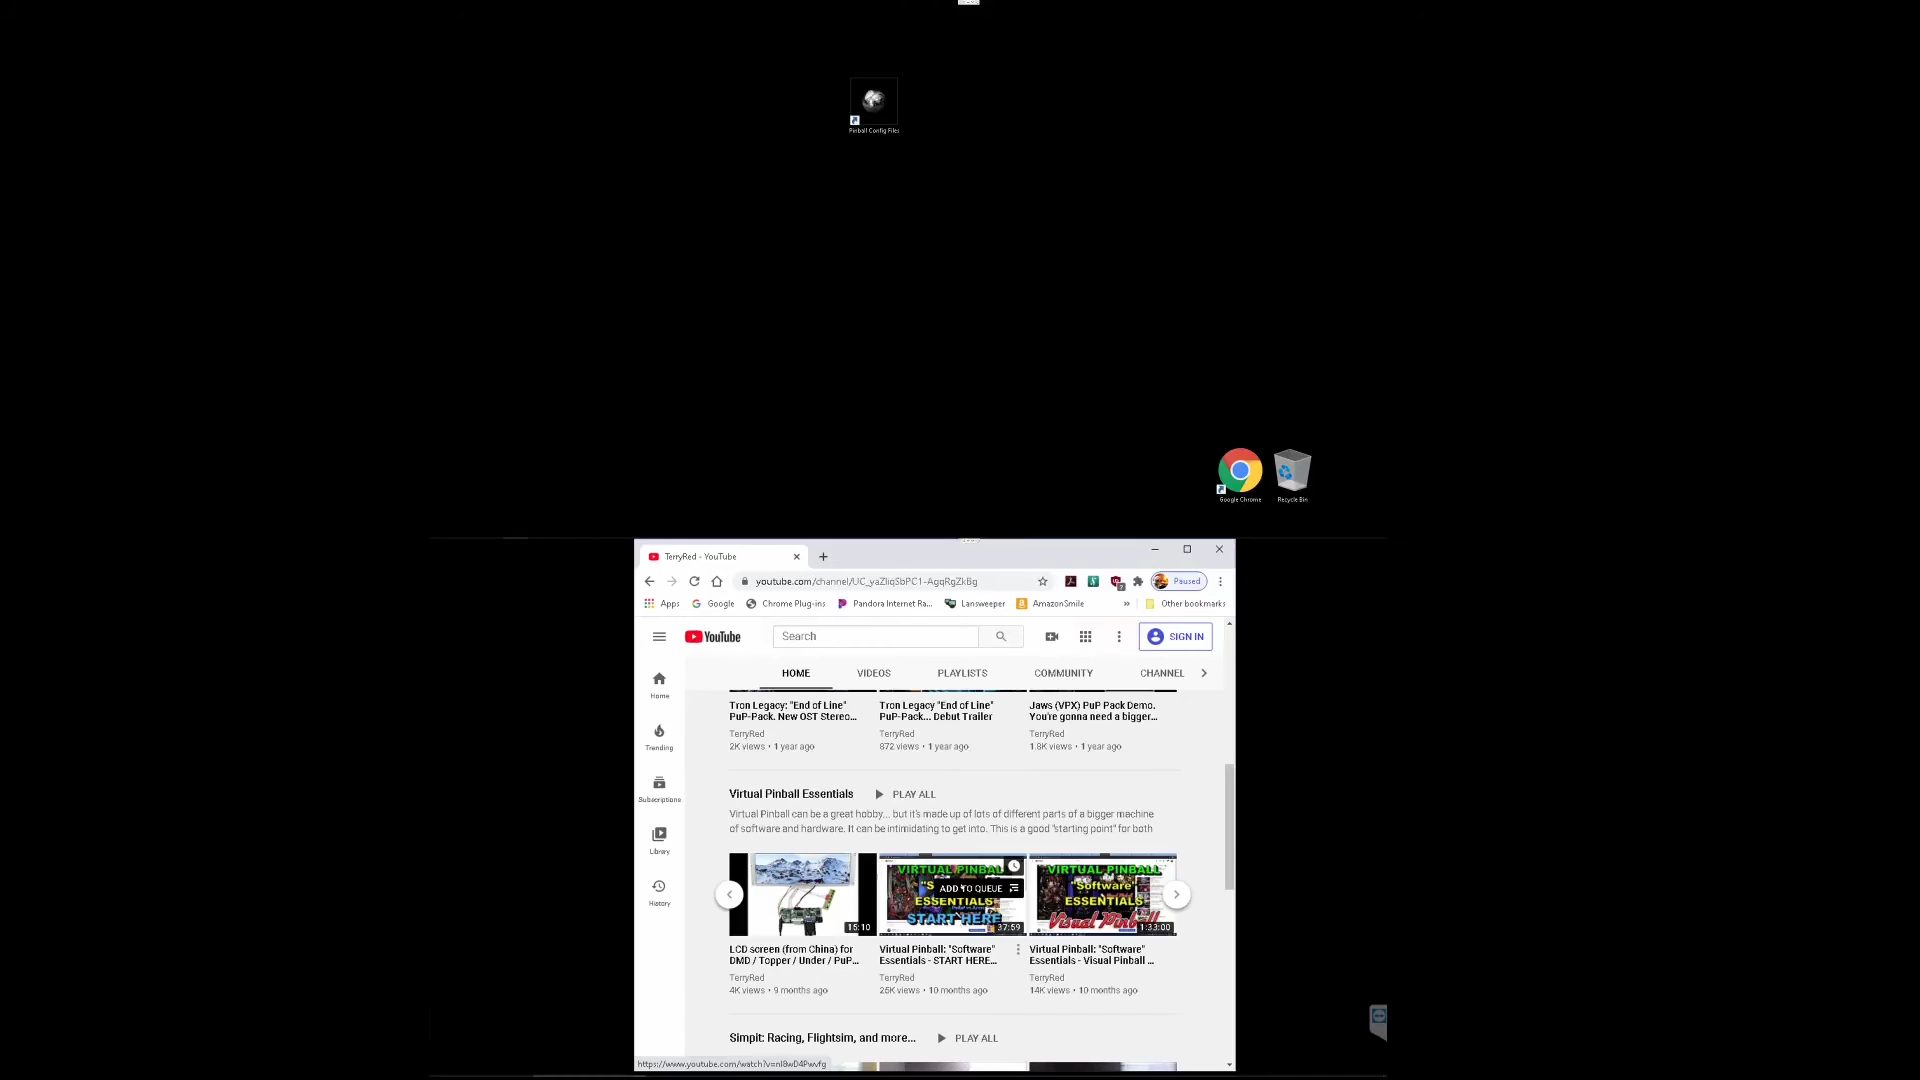 Pinball Config Files
Google Chrome
Recycle Bin
TerryRed - YouTube
youtube.com/channel/UC_yaZliqSbPC1-AgqRgZkBg
Paused
Apps
Google
Chrome Plug-ins
Pandora Internet Ra...
Lansweeper
AmazonSmile
Other bookmarks
YouTube
Search
SIGN IN
HOME
VIDEOS
PLAYLISTS
COMMUNITY
CHANNEL
Home
Trending
Subscriptions
Library
History
Tron Legacy: "End of Line"
PuP-Pack. New OST Stereo...
TerryRed
2K views • 1 year ago
Tron Legacy "End of Line"
PuP-Pack... Debut Trailer
TerryRed
872 views • 1 year ago
Jaws (VPX) PuP Pack Demo.
You're gonna need a bigger...
TerryRed
1.8K views • 1 year ago
Virtual Pinball Essentials
PLAY ALL
Virtual Pinball can be a great hobby... but it's made up of lots of different parts of a bigger machine
of software and hardware. It can be intimidating to get into. This is a good "starting point" for both
15:10
VIRTUAL PINBAL
ADD TO QUEUE
ESSENTIALS
START HERE
37:59
VIRTUAL PINBALL
"Software"
ESSENTIALS
Visual Pinball
1:33:00
LCD screen (from China) for
DMD / Topper / Under / PuP...
TerryRed
4K views • 9 months ago
Virtual Pinball: "Software"
Essentials - START HERE...
TerryRed
25K views • 10 months ago
Virtual Pinball: "Software"
Essentials - Visual Pinball ...
TerryRed
14K views • 10 months ago
Simpit: Racing, Flightsim, and more...
PLAY ALL
https://www.youtube.com/watch?v=nI8wD4Pwvfg